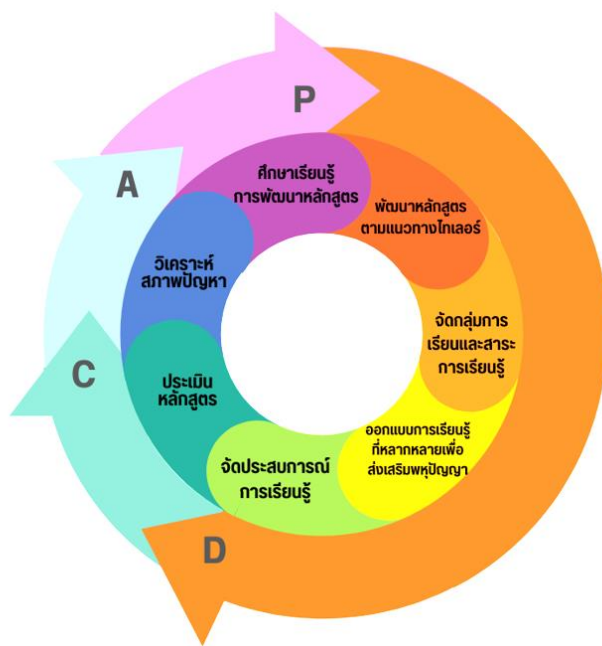 P
ศึกษาเรียนรู้
การพัฒนาหลักสูตร
พัฒนาหลักสูตร
ตามแนวทางไทเลอร์
จัดกลุ่มการ
เรียนและสาระ
การเรียนรู้
ออกแบบการเรียนรู้
ที่หลากหลายเพื่อ
ส่งเสริมพหุปัญญา
จัดประสบการณ์
การเรียนรู้
D
ประเมิน
หลักสูตร
C
วิเคราะห์
สภาพปัญหา
A